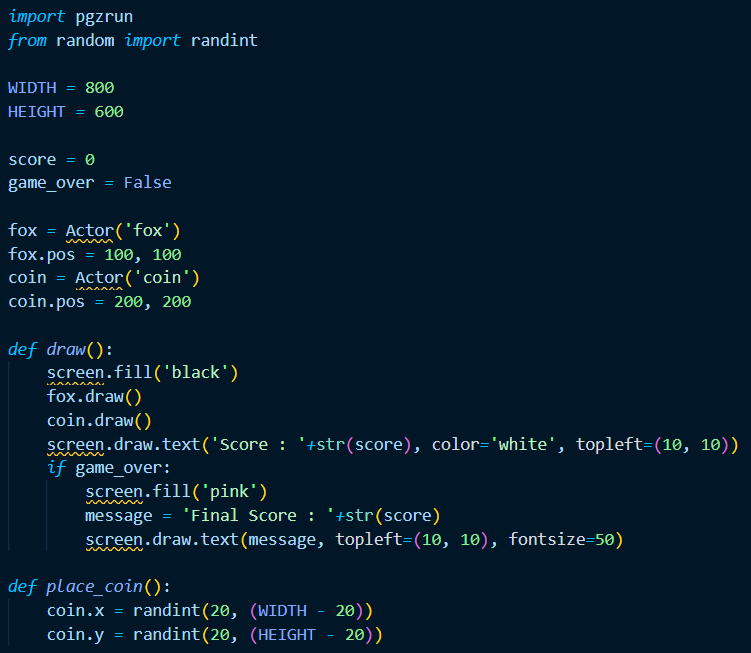 import pgzrun
from random import randint

WIDTH = 800
HEIGHT = 600

score = 0
game_over = False

fox = Actor('fox')
fox.pos = 100, 100
coin = Actor('coin')
coin.pos = 200, 200

def draw():
    screen.fill('black')
    fox.draw()
    coin.draw()
    screen.draw.text('Score : '+str(score), color='white', topleft=(10, 10))
    if game_over:
        screen.fill('pink')
        message = 'Final Score : '+str(score)
        screen.draw.text(message, topleft=(10, 10), fontsize=50)

def place_coin():
    coin.x = randint(20, (WIDTH - 20))
    coin.y = randint(20, (HEIGHT - 20))